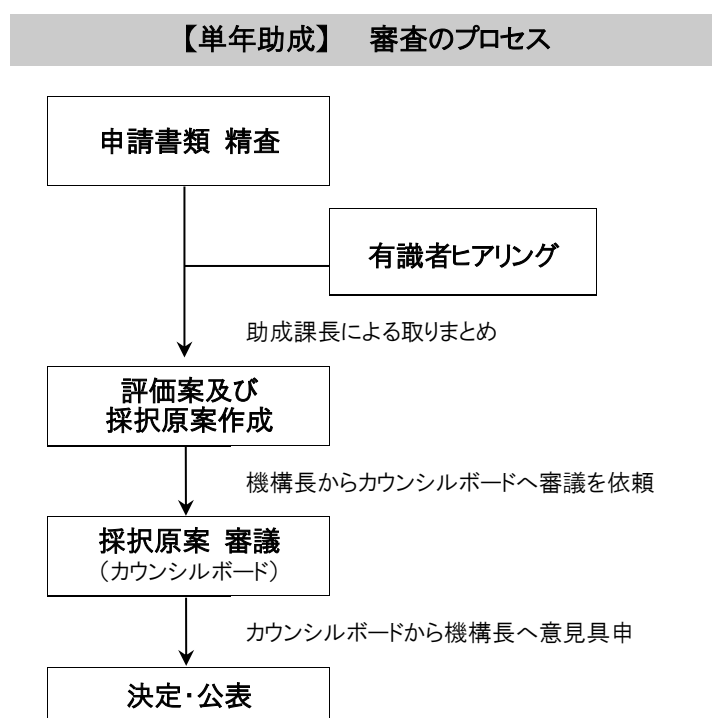 【単年助成】　審査のプロセス
申請書類 精査
有識者ヒアリング
助成課長による取りまとめ
評価案及び
採択原案作成
機構長からカウンシルボードへ審議を依頼
採択原案 審議
（カウンシルボード）
カウンシルボードから機構長へ意見具申
決定・公表